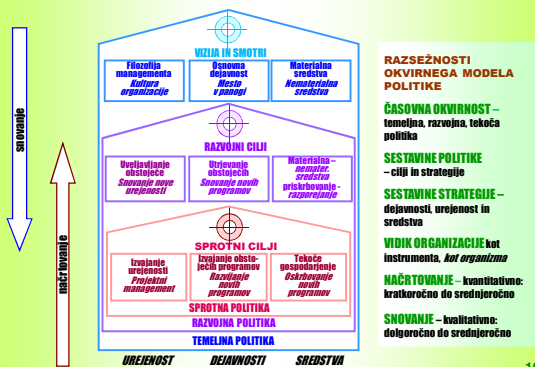 snovanje
načrtovanje
VIZIJA IN SMOTRI
Filozofija
managementa
Kultura
organizacije
Osnovna
dejavnost
Mesto
v panogi
Materialna
sredstva
Nematerialna
sredstva
RAZVOJNI CILJI
Uveljavljanje
obstoječe
Snovanje nove
urejenosti
Utrjevanje
obstoječih
Snovanje novih
programov
Materialna –
nemater.
sredstva
priskrbovanje -
razporejanje
SPROTNI CILJI
Izvajanje
urejenosti
Projektni
management
Izvajanje obsto-
ječih programov
Razvijanje
novih
programov
Tekoče
gospodarjenje
Oskrbovanje
novih
programov
SPROTNA POLITIKA
RAZVOJNA POLITIKA
TEMELJNA POLITIKA
UREJENOST DEJAVNOSTI SREDSTVA
RAZSEŽNOSTI
OKVIRNEGA MODELA
POLITIKE
ČASOVNA OKVIRNOST –
temeljna, razvojna, tekoča
politika
SESTAVINE POLITIKE
– cilji in strategije
SESTAVINE STRATEGIJE –
dejavnosti, urejenost in
sredstva
VIDIK ORGANIZACIJE kot
instrumenta, kot organizma
NAČRTOVANJE – kvantitativno:
kratkoročno do srednjeročno
SNOVANJE – kvalitativno:
dolgoročno do srednjeročno